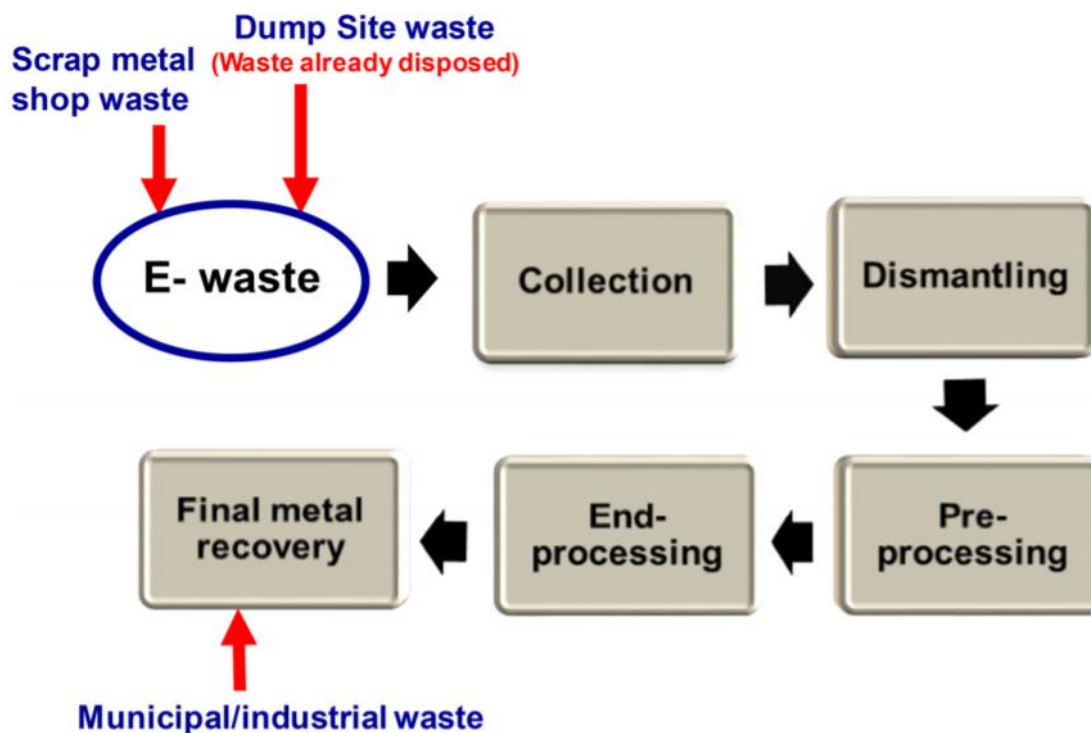 Dump Site waste
(Waste already disposed)
Scrap metal
shop waste
E- waste
Collection
Dismantling
Pre-
processing
End-
processing
Final metal
recovery
Municipal/industrial waste